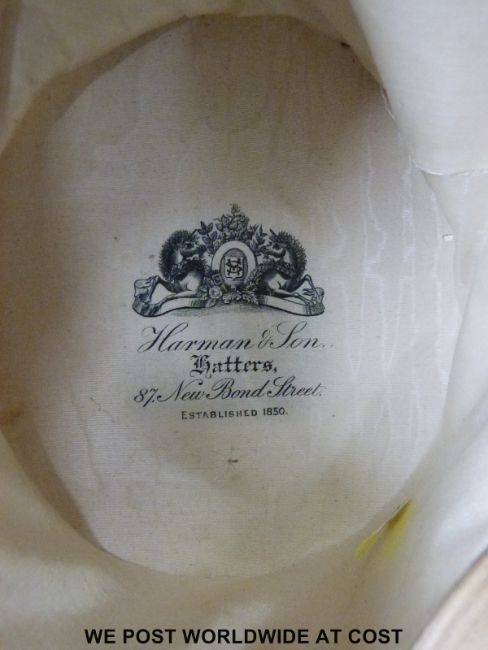 Harman & Son.
Hatters,
87. New Bond Street.
ESTABLISHED 1850.
WE POST WORLDWIDE AT COST